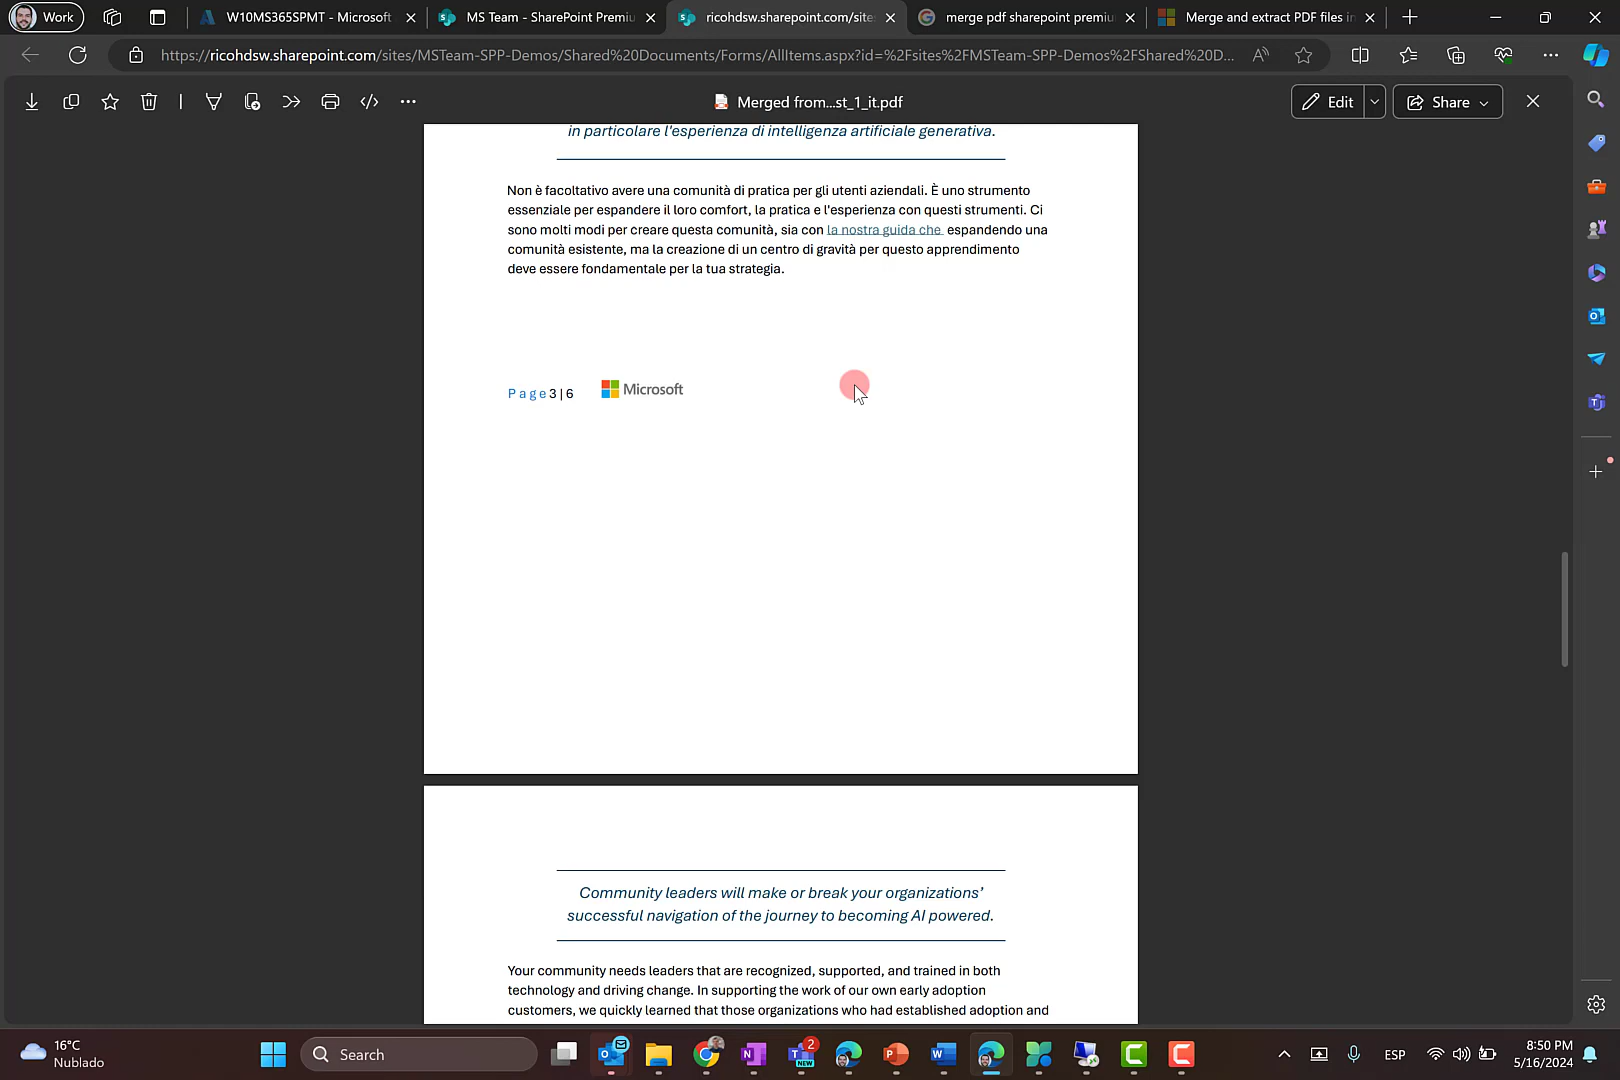 Work
W10MS365SPMT - Microsoft
MS Team - SharePoint Premiu
ricohdsw.sharepoint.com/sites
merge pdf sharepoint premiu
Merge and extract PDF files in
https://ricohdsw.sharepoint.com/sites/MSTeam-SPP-Demos/Shared%20Documents/Forms/AllItems.aspx?id=%2Fsites%2FMSTeam-SPP-Demos%2FShared%20D...
Merged from...st_1_it.pdf
Edit
Share
in particolare l'esperienza di intelligenza artificiale generativa.
Non è facoltativo avere una comunità di pratica per gli utenti aziendali. È uno strumento
essenziale per espandere il loro comfort, la pratica e l'esperienza con questi strumenti. Ci
sono molti modi per creare questa comunità, sia con la nostra guida che espandendo una
comunità esistente, ma la creazione di un centro di gravità per questo apprendimento
deve essere fondamentale per la tua strategia.
Page 3 | 6
Microsoft
Community leaders will make or break your organizations'
successful navigation of the journey to becoming AI powered.
Your community needs leaders that are recognized, supported, and trained in both
technology and driving change. In supporting the work of our own early adoption
customers, we quickly learned that those organizations who had established adoption and
16°C
Nublado
Search
2
NEW
ESP
8:50 PM
5/16/2024